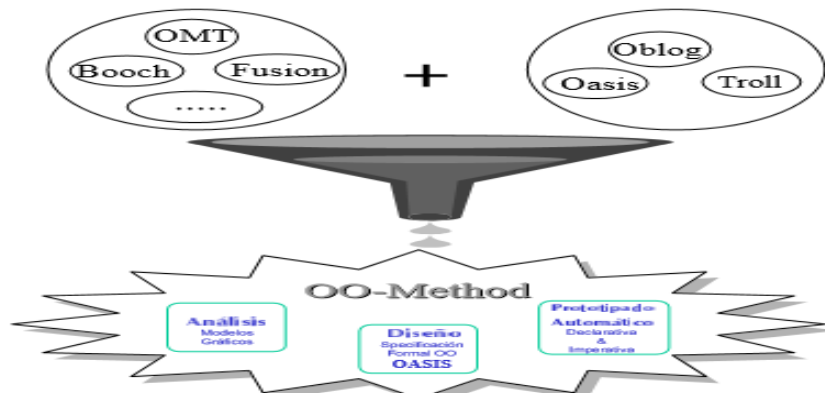 OMT
Booch
Fusion
.....
+
Oblog
Oasis
Troll
OO-Method
Análisis
Modelos
Gráficos
Diseño
Especificación
Formal OO
OASIS
Prototipado
Automático
Declarativa
&
Imperativa